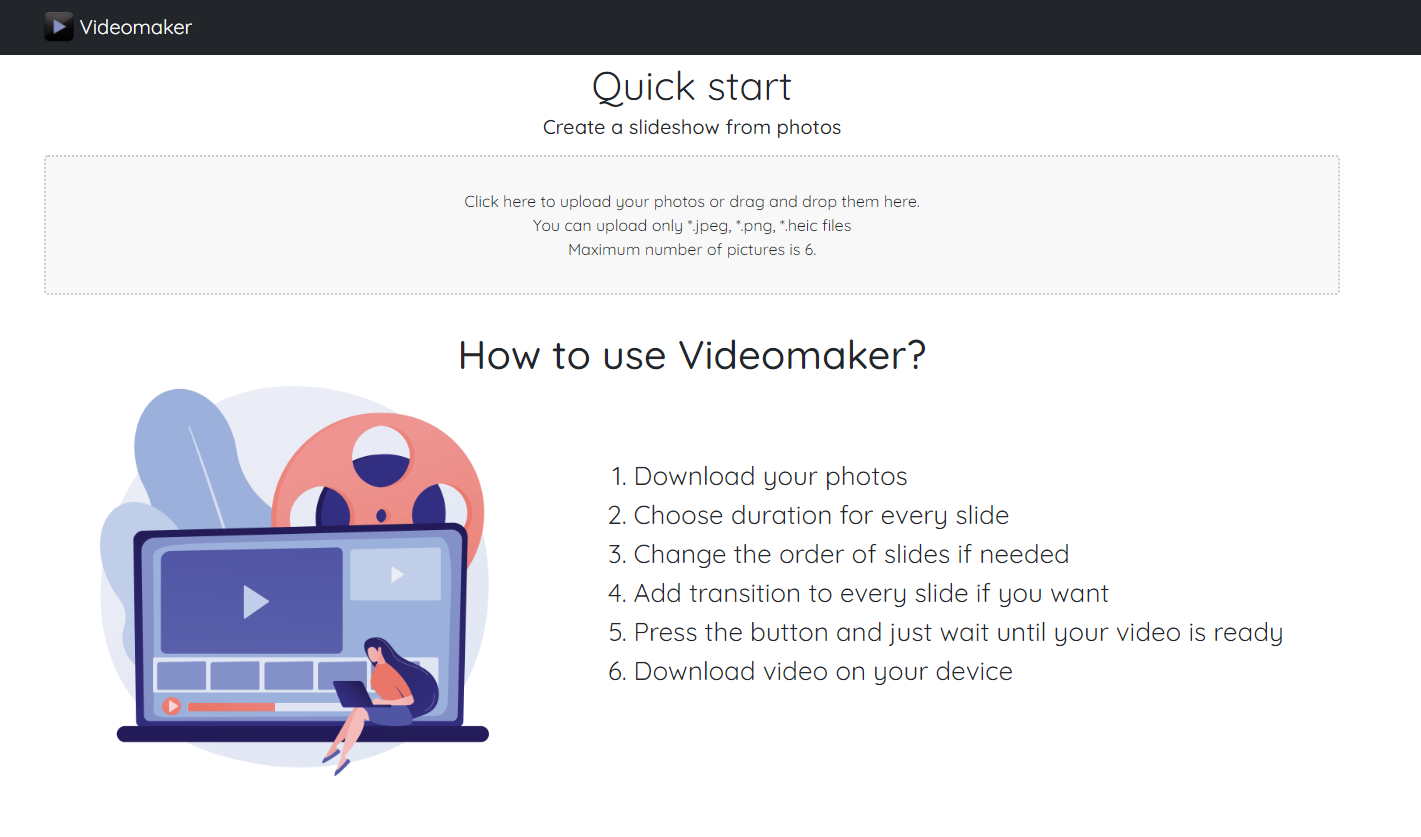 Videomaker
Quick start
Create a slideshow from photos
Click here to upload your photos or drag and drop them here.
You can upload only *.jpeg, *.png, *.heic files
Maximum number of pictures is 6.
How to use Videomaker?
1. Download your photos
2. Choose duration for every slide
3. Change the order of slides if needed
4. Add transition to every slide if you want
5. Press the button and just wait until your video is ready
6. Download video on your device